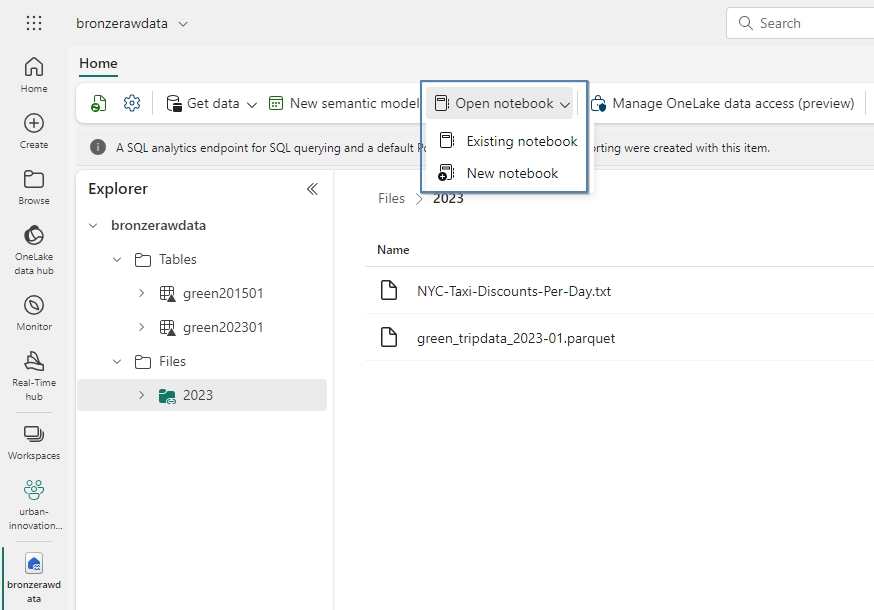 bronzerawdata
Search
Home
Create
Browse
OneLake
data hub
Monitor
Real-Time
hub
Workspaces
urban-
innovation...
bronzerawd
ata
Home
Get data
New semantic model
Open notebook
Manage OneLake data access (preview)
Existing notebook
New notebook
A SQL analytics endpoint for SQL querying and a default
orting were created with this item.
Explorer
bronzerawdata
Tables
green201501
green202301
Files
2023
Files
2023
Name
NYC-Taxi-Discounts-Per-Day.txt
green_tripdata_2023-01.parquet